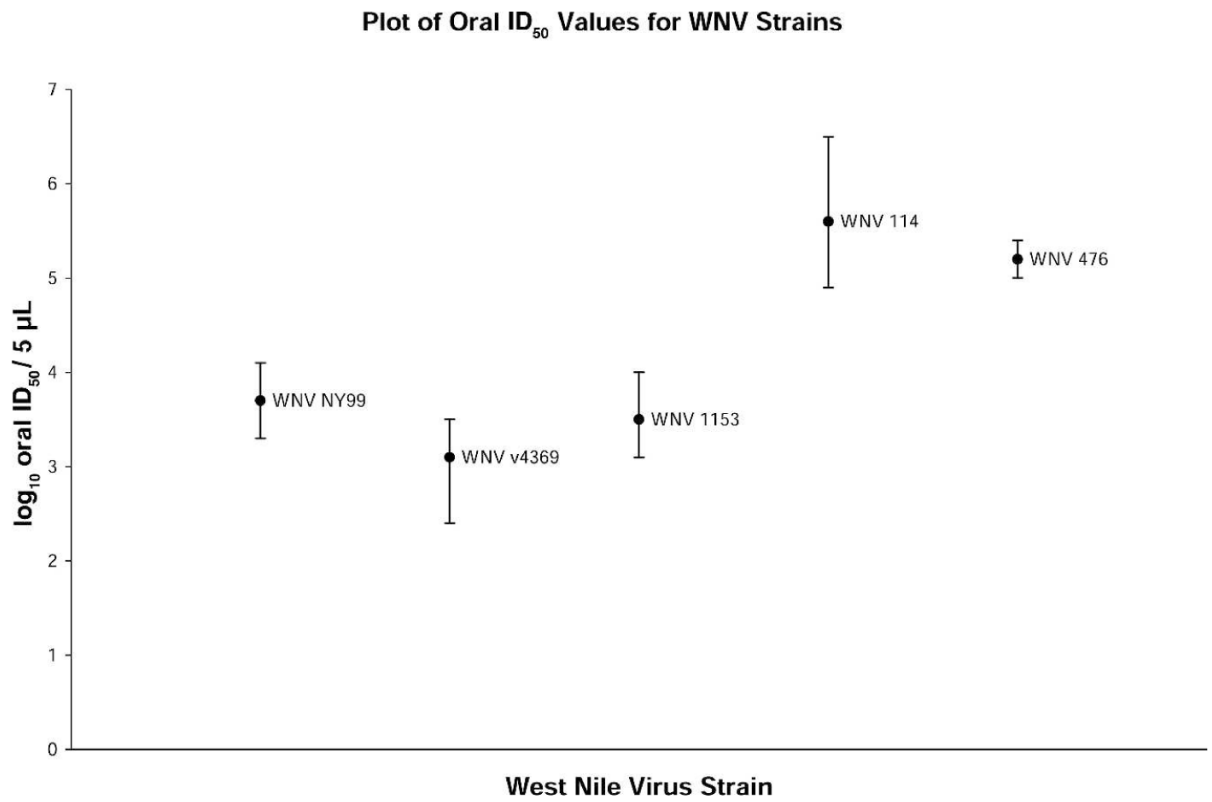 Plot of Oral ID50 Values for WNV Strains
log10 oral ID50/ 5 µL
7
6
5
4
3
2
1
0
WNV NY99
WNV v4369
WNV 1153
WNV 114
WNV 476
West Nile Virus Strain